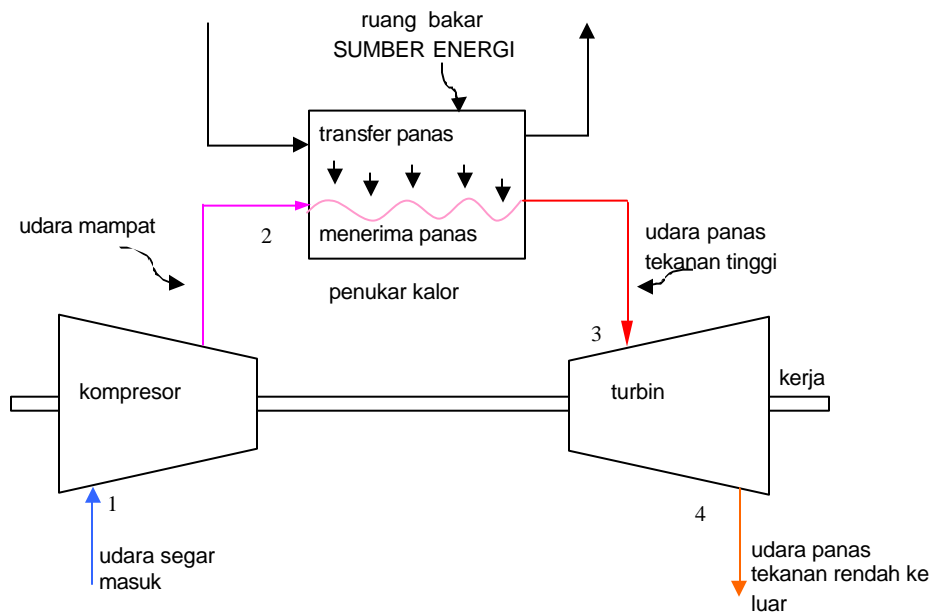 ruang bakar
SUMBER ENERGI
transfer panas
menerima panas
2
udara mampat
udara panas
tekanan tinggi
penukar kalor
3
kompresor
turbin
kerja
1
4
udara segar
masuk
udara panas
tekanan rendah ke
luar